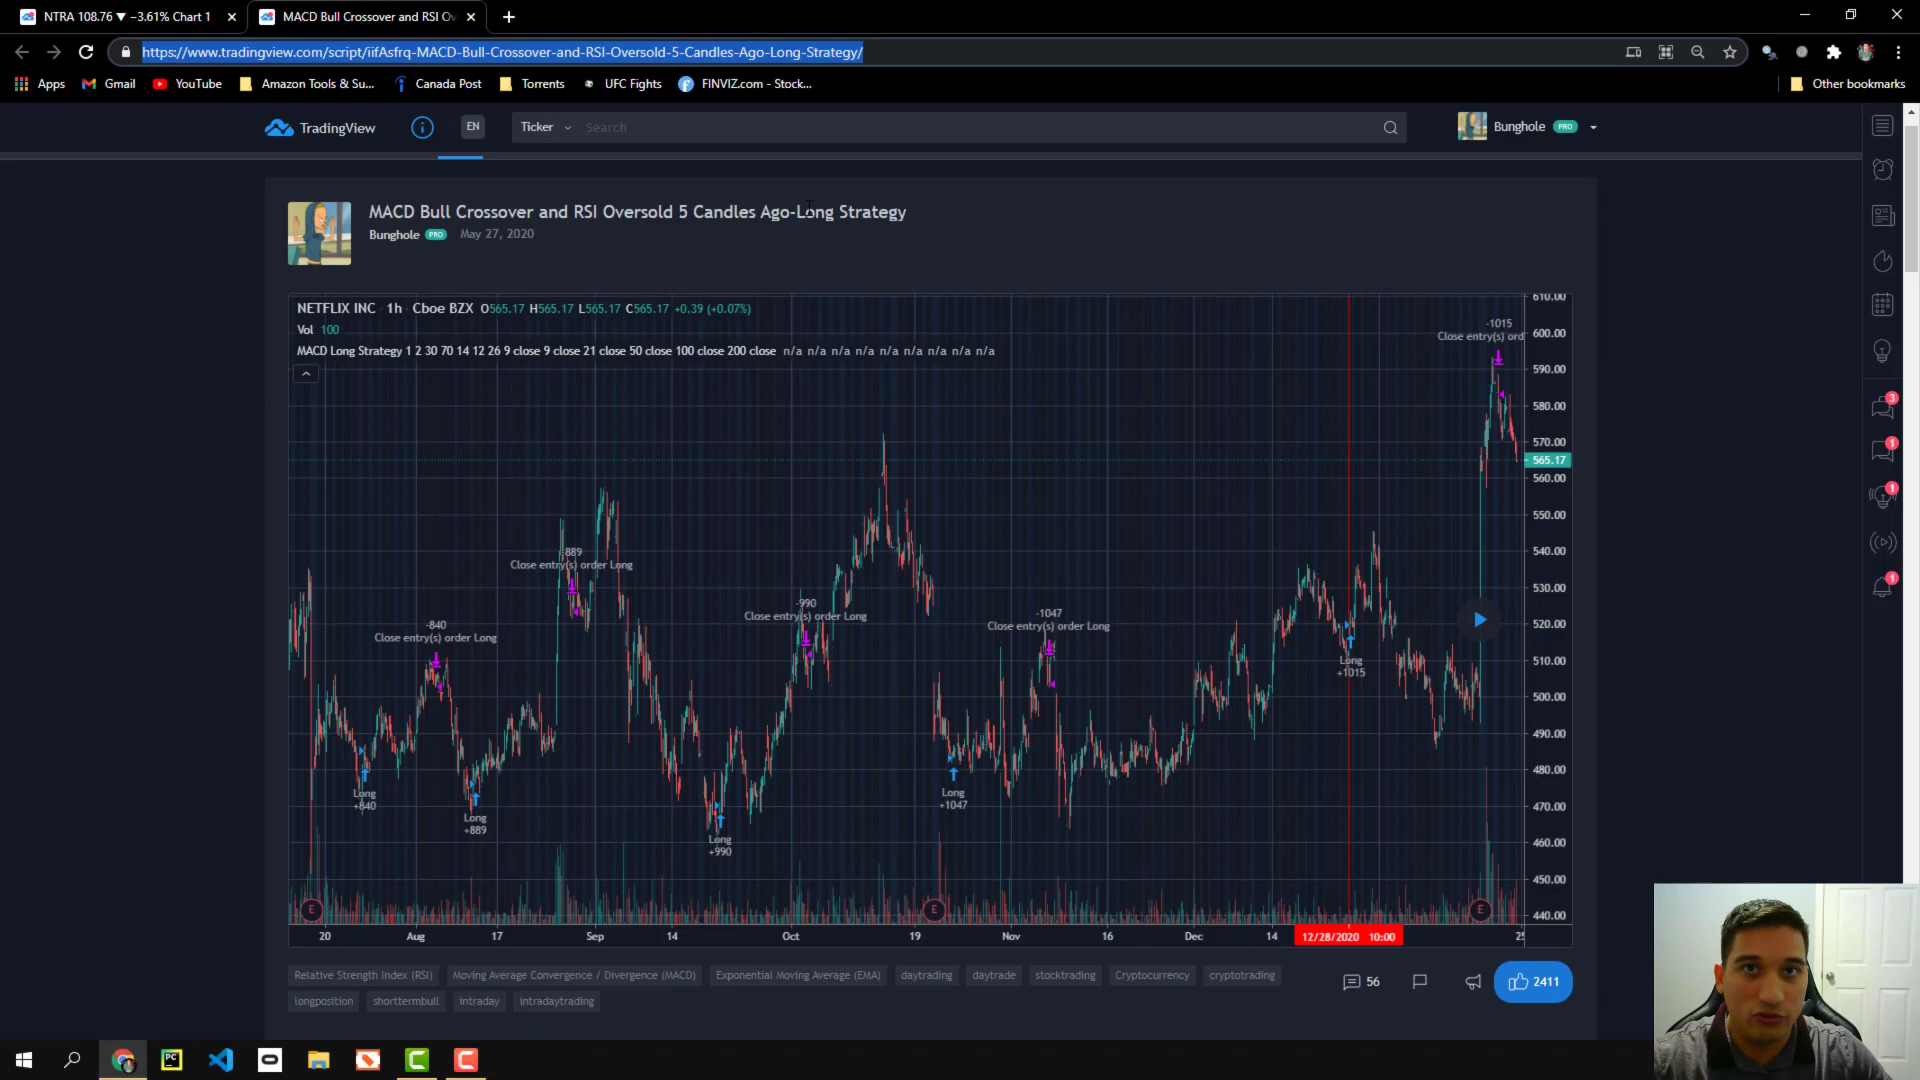 NTRA 108.76 ▼ −3.61% Chart 1
MACD Bull Crossover and RSI Ov
https://www.tradingview.com/script/iifAsfrq-MACD-Bull-Crossover-and-RSI-Oversold-5-Candles-Ago-Long-Strategy/
Apps Gmail YouTube Amazon Tools & Su... Canada Post Torrents UFC Fights FINVIZ.com - Stock... Other bookmarks
TradingView EN Ticker Search Bunghole PRO
MACD Bull Crossover and RSI Oversold 5 Candles Ago-Long Strategy
Bunghole PRO May 27, 2020
NETFLIX INC 1h Cboe BZX O565.17 H565.17 L565.17 C565.17 +0.39 (+0.07%)
Vol 100
MACD Long Strategy 1 2 30 70 14 12 26 9 close 9 close 21 close 50 close 100 close 200 close n/a n/a n/a n/a n/a n/a n/a n/a n/a
-1015
Close entry(s) ord
-889
Close entry(s) order Long
-990
Close entry(s) order Long
-1047
Close entry(s) order Long
-840
Close entry(s) order Long
Long
+1015
Long
+840
Long
+889
Long
+990
Long
+1047
610.00
600.00
590.00
580.00
570.00
565.17
560.00
550.00
540.00
530.00
520.00
510.00
500.00
490.00
480.00
470.00
460.00
450.00
440.00
E E E
20 Aug 17 Sep 14 Oct 19 Nov 16 Dec 14 12/28/2020 10:00 25
Relative Strength Index (RSI) Moving Average Convergence / Divergence (MACD) Exponential Moving Average (EMA) daytrading daytrade stocktrading Cryptocurrency cryptotrading
longposition shorttermbull Intraday intradaytrading
56 2411
3
1
1
1
PC